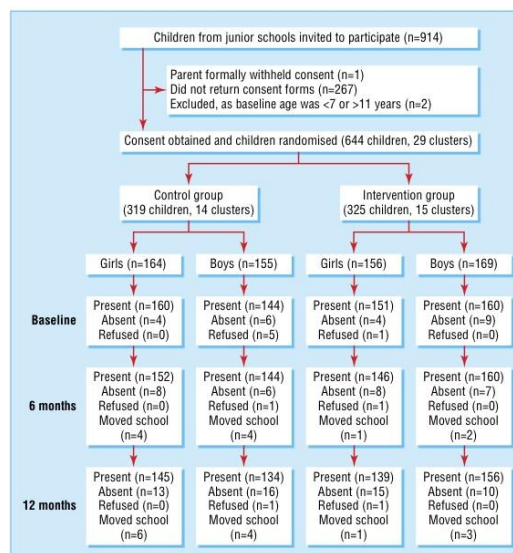 Children from junior schools invited to participate (n=914)
Parent formally withheld consent (n=1)
Did not return consent forms (n=267)
Excluded, as baseline age was <7 or >11 years (n=2)
Consent obtained and children randomised (644 children, 29 clusters)
Control group
(319 children, 14 clusters)
Intervention group
(325 children, 15 clusters)
Girls (n=164)
Boys (n=155)
Girls (n=156)
Boys (n=169)
Baseline
Present (n=160)
Absent (n=4)
Refused (n=0)
Present (n=144)
Absent (n=6)
Refused (n=5)
Present (n=151)
Absent (n=4)
Refused (n=1)
Present (n=160)
Absent (n=9)
Refused (n=0)
6 months
Present (n=152)
Absent (n=8)
Refused (n=0)
Moved school
(n=4)
Present (n=144)
Absent (n=6)
Refused (n=1)
Moved school
(n=4)
Present (n=146)
Absent (n=8)
Refused (n=1)
Moved school
(n=1)
Present (n=160)
Absent (n=7)
Refused (n=0)
Moved school
(n=2)
12 months
Present (n=145)
Absent (n=13)
Refused (n=0)
Moved school
(n=6)
Present (n=134)
Absent (n=16)
Refused (n=1)
Moved school
(n=4)
Present (n=139)
Absent (n=15)
Refused (n=1)
Moved school
(n=1)
Present (n=156)
Absent (n=10)
Refused (n=0)
Moved school
(n=3)